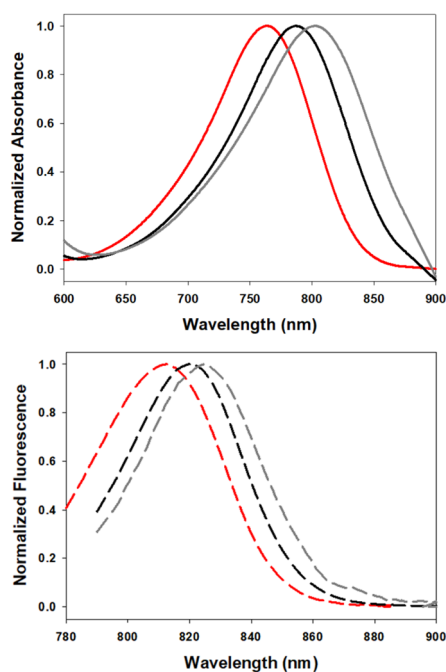 Normalized Absorbance
1.0
0.8
0.6
0.4
0.2
0.0
600 650 700 750 800 850 900
Wavelength (nm)
Normalized Fluorescence
1.0
0.8
0.6
0.4
0.2
0.0
780 800 820 840 860 880 900
Wavelength (nm)